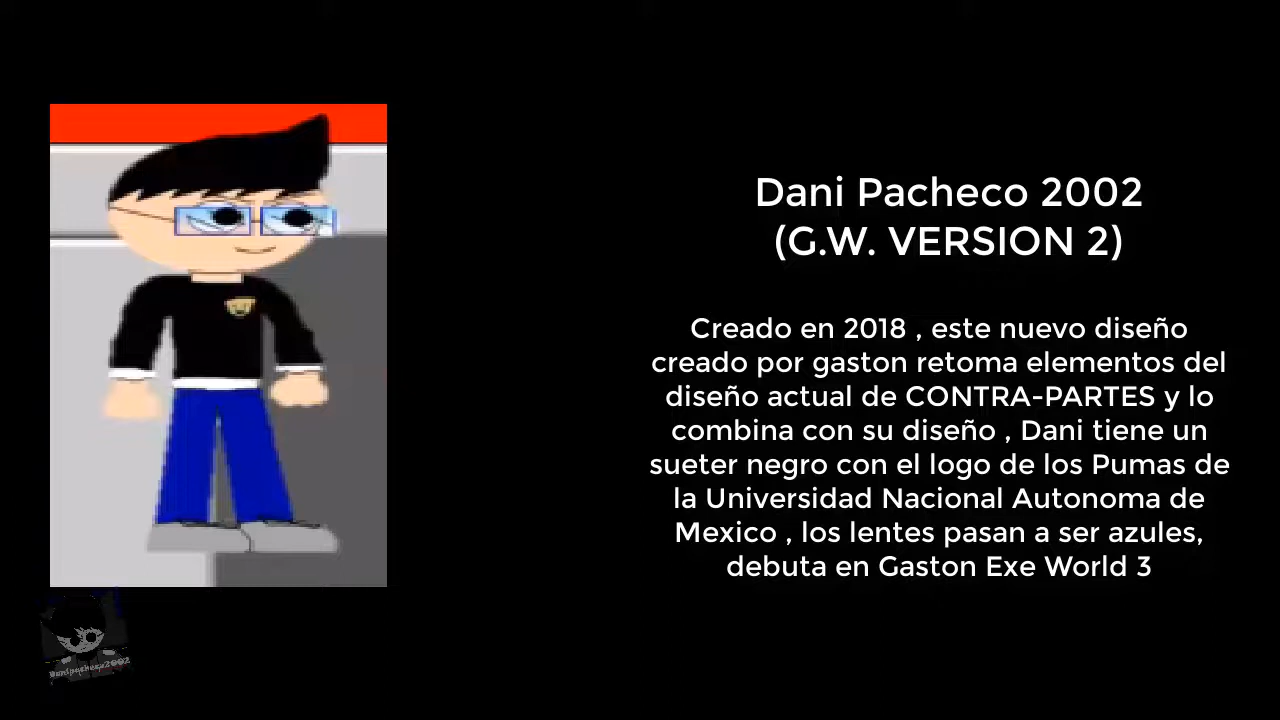 Dani Pacheco 2002
(G.W. VERSION 2)
Creado en 2018 , este nuevo diseño
creado por gaston retoma elementos del
diseño actual de CONTRA-PARTES y lo
combina con su diseño , Dani tiene un
sueter negro con el logo de los Pumas de
la Universidad Nacional Autonoma de
Mexico , los lentes pasan a ser azules,
debuta en Gaston Exe World 3
Danipacheco2002